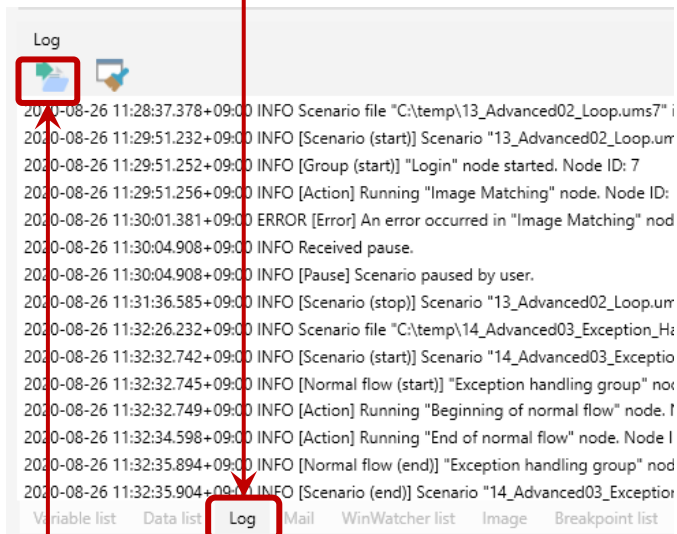 Log
2020-08-26 11:28:37.378+09:00 INFO Scenario file "C:\temp\13_Advanced02_Loop.ums7"
2020-08-26 11:29:51.232+09:00 INFO [Scenario (start)] Scenario "13_Advanced02_Loop.um
2020-08-26 11:29:51.252+09:00 INFO [Group (start)] "Login" node started. Node ID: 7
2020-08-26 11:29:51.256+09:00 INFO [Action] Running "Image Matching" node. Node ID:
2020-08-26 11:30:01.381+09:00 ERROR [Error] An error occurred in "Image Matching" nod
2020-08-26 11:30:04.908+09:00 INFO Received pause.
2020-08-26 11:30:04.908+09:00 INFO [Pause] Scenario paused by user.
2020-08-26 11:31:36.585+09:00 INFO [Scenario (stop)] Scenario "13_Advanced02_Loop.um
2020-08-26 11:32:26.232+09:00 INFO Scenario file "C:\temp\14_Advanced03_Exception_Ha
2020-08-26 11:32:32.742+09:00 INFO [Scenario (start)] Scenario "14_Advanced03_Exceptio
2020-08-26 11:32:32.745+09:00 INFO [Normal flow (start)] "Exception handling group" nod
2020-08-26 11:32:32.749+09:00 INFO [Action] Running "Beginning of normal flow" node. N
2020-08-26 11:32:34.598+09:00 INFO [Action] Running "End of normal flow" node. Node I
2020-08-26 11:32:35.894+09:00 INFO [Normal flow (end)] "Exception handling group" nod
2020-08-26 11:32:35.904+09:00 INFO [Scenario (end)] Scenario "14_Advanced03_Exception
Variable list Data list Log Mail WinWatcher list Image Breakpoint list